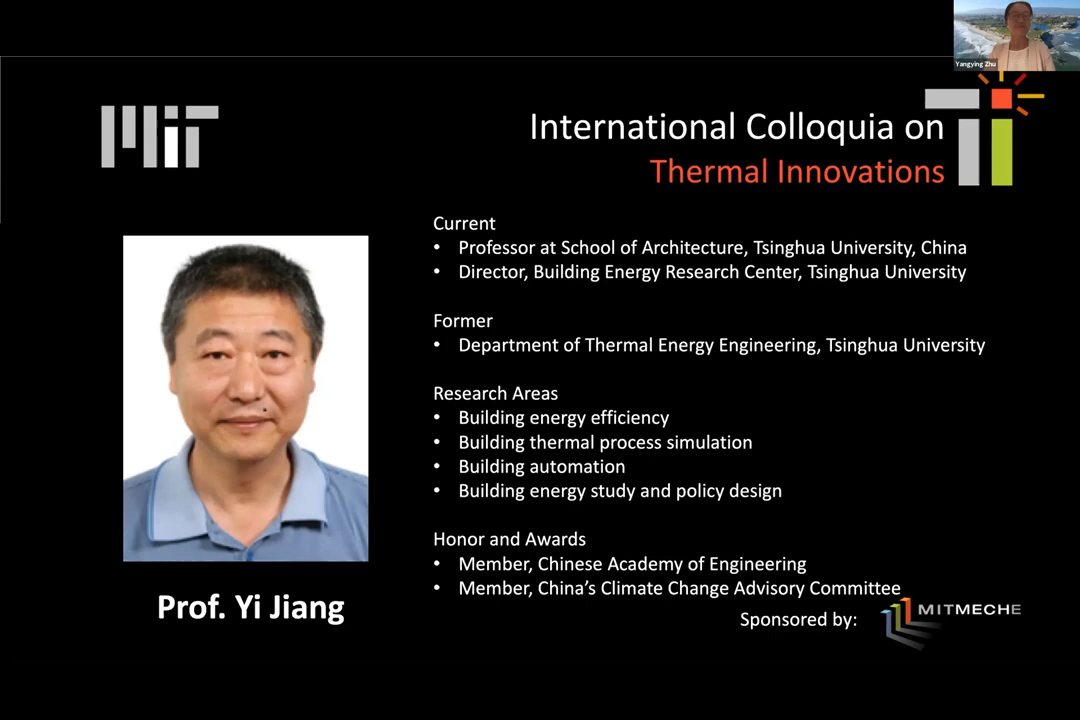 Yangying Zhu
MIT
International Colloquia on
Thermal Innovations
Ti
Current
• Professor at School of Architecture, Tsinghua University, China
• Director, Building Energy Research Center, Tsinghua University
Former
• Department of Thermal Energy Engineering, Tsinghua University
Research Areas
• Building energy efficiency
• Building thermal process simulation
• Building automation
• Building energy study and policy design
Honor and Awards
• Member, Chinese Academy of Engineering
• Member, China’s Climate Change Advisory Committee
Prof. Yi Jiang
Sponsored by:
MITMECHE